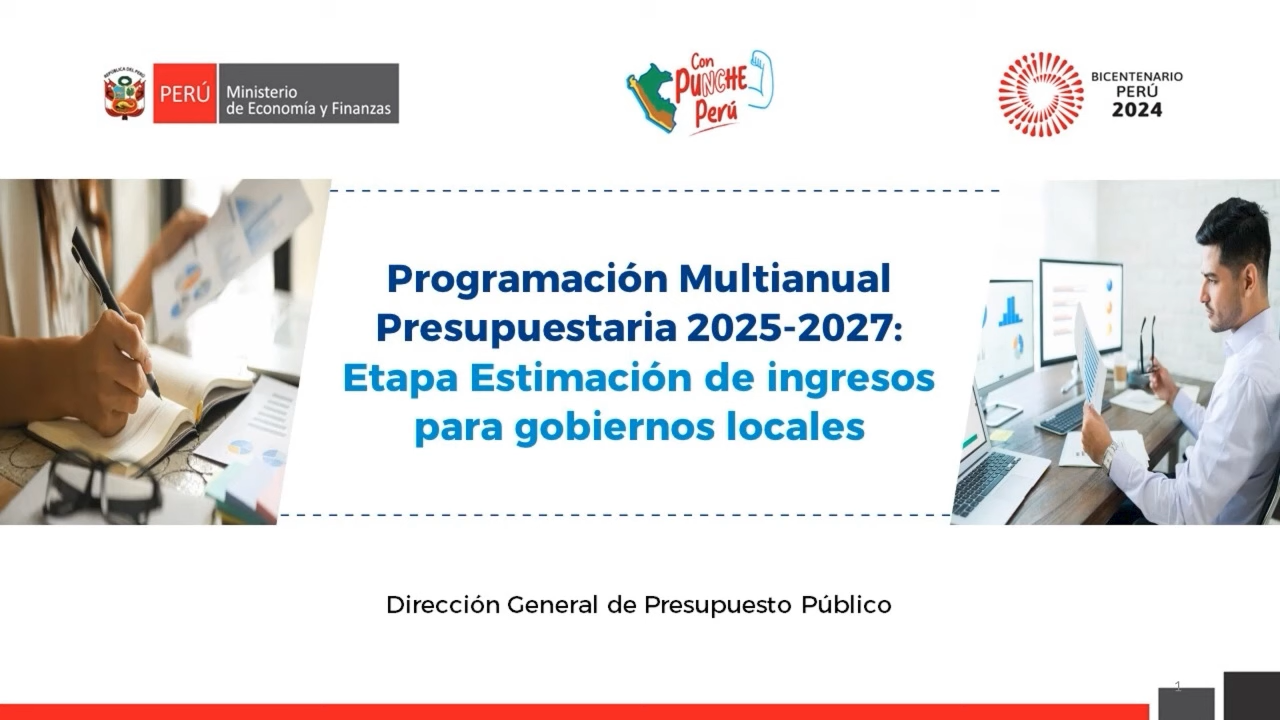 REPÚBLICA DEL PERÚ
PERÚ
Ministerio
de Economía y Finanzas
Con
PUNCHE
Perú
BICENTENARIO
PERÚ
2024
Programación Multianual
Presupuestaria 2025-2027:
Etapa Estimación de ingresos
para gobiernos locales
Dirección General de Presupuesto Público
1